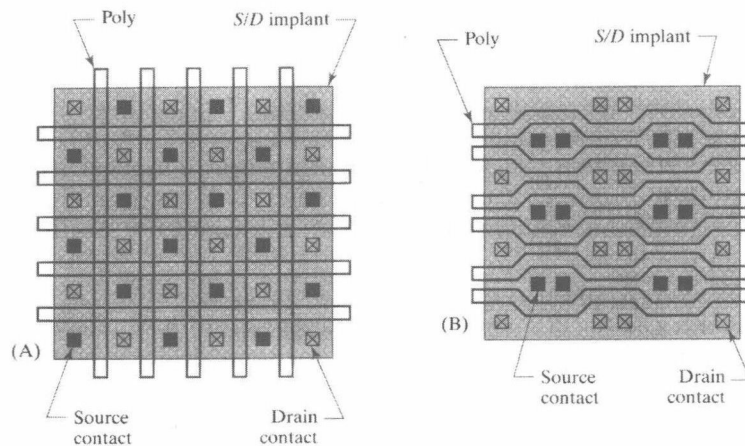 Poly
S/D implant
(A)
Source
contact
Drain
contact
Poly
S/D implant
(B)
Source
contact
Drain
contact